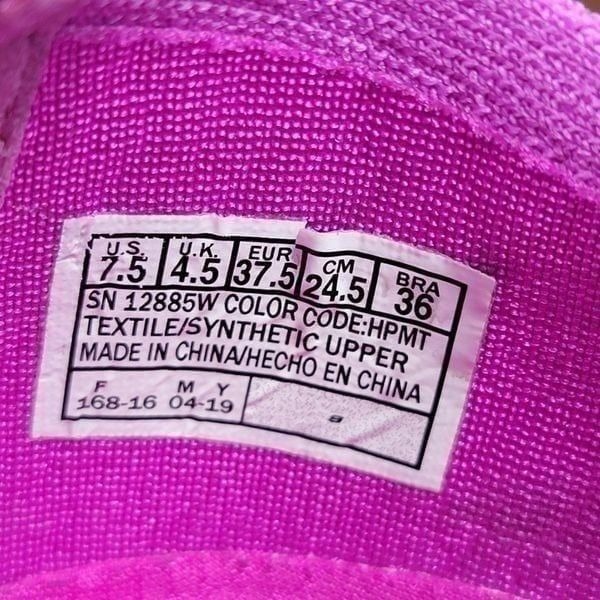 U.S. U.K. EUR CM BRA
7.5 4.5 37.5 24.5 36
SN 12885W COLOR CODE:HPMT
TEXTILE/SYNTHETIC UPPER
MADE IN CHINA/HECHO EN CHINA
F M Y
168-16 04-19
a